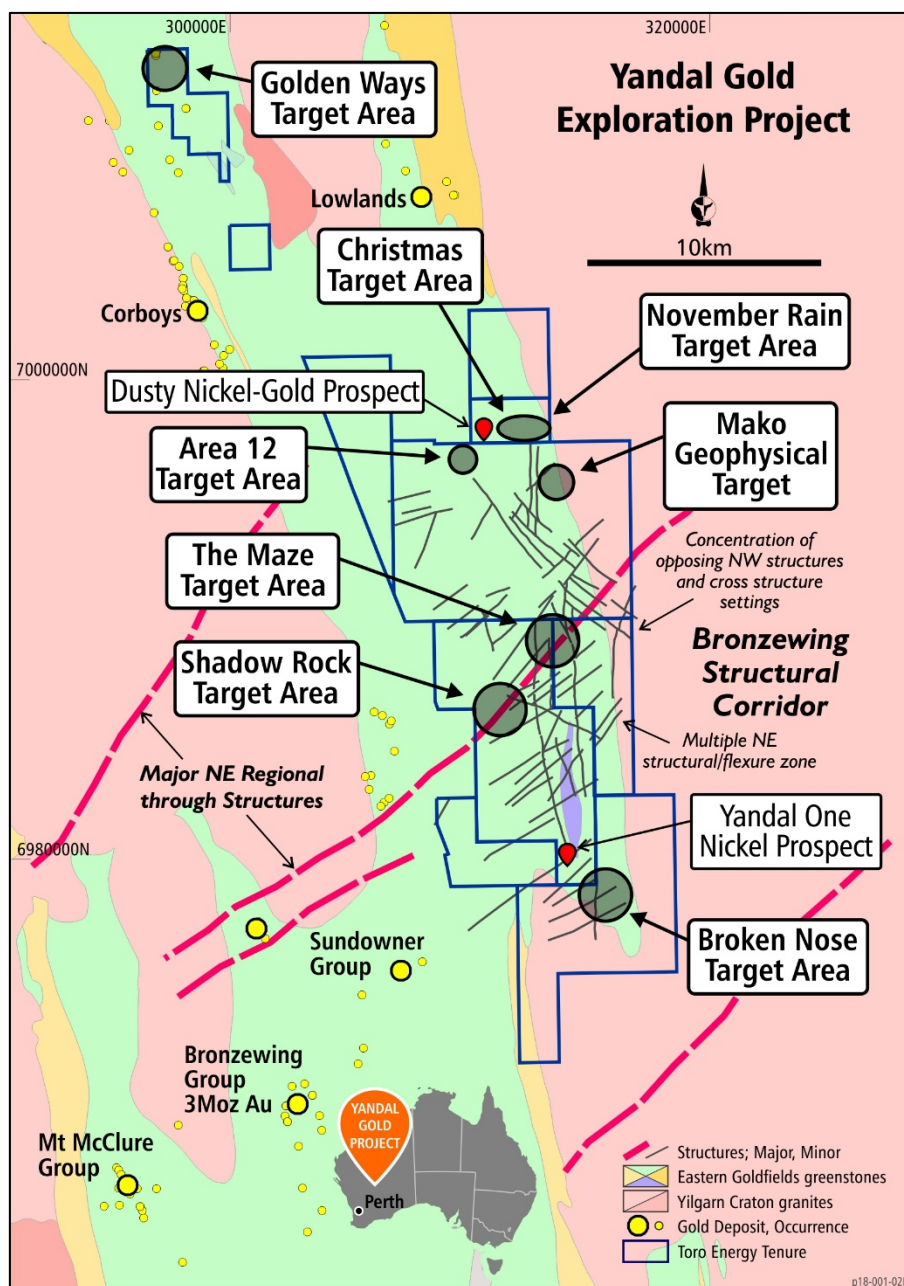 300000E
320000E
Yandal Gold
Exploration Project
Golden Ways
Target Area
Lowlands
10km
Christmas
Target Area
Corboys
November Rain
Target Area
7000000N
Dusty Nickel-Gold Prospect
Mako
Geophysical
Target
Area 12
Target Area
Concentration of
opposing NW structures
and cross structure
settings
The Maze
Target Area
Bronzewing
Structural
Corridor
Shadow Rock
Target Area
Multiple NE
structural/flexure zone
Major NE Regional
through Structures
Yandal One
Nickel Prospect
6980000N
Sundowner
Group
Broken Nose
Target Area
Bronzewing
Group
3Moz Au
YANDAL
GOLD
PROJECT
Mt McClure
Group
Perth
Structures; Major, Minor
Eastern Goldfields greenstones
Yilgarn Craton granites
Gold Deposit, Occurrence
Toro Energy Tenure
p18-001-02